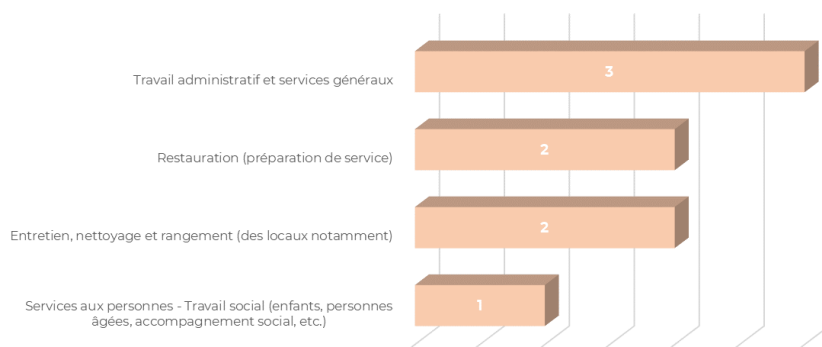 Travail administratif et services généraux
3
Restauration (préparation de service)
2
Entretien, nettoyage et rangement (des locaux notamment)
2
Services aux personnes - Travail social (enfants, personnes
âgées, accompagnement social, etc.)
1